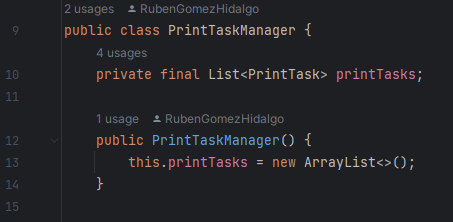 2 usages RubenGomezHidalgo
9 public class PrintTaskManager {
4 usages
10 private final List<PrintTask> printTasks;
11
1 usage RubenGomezHidalgo
12 public PrintTaskManager() {
13 this.printTasks = new ArrayList<>();
14 }
15